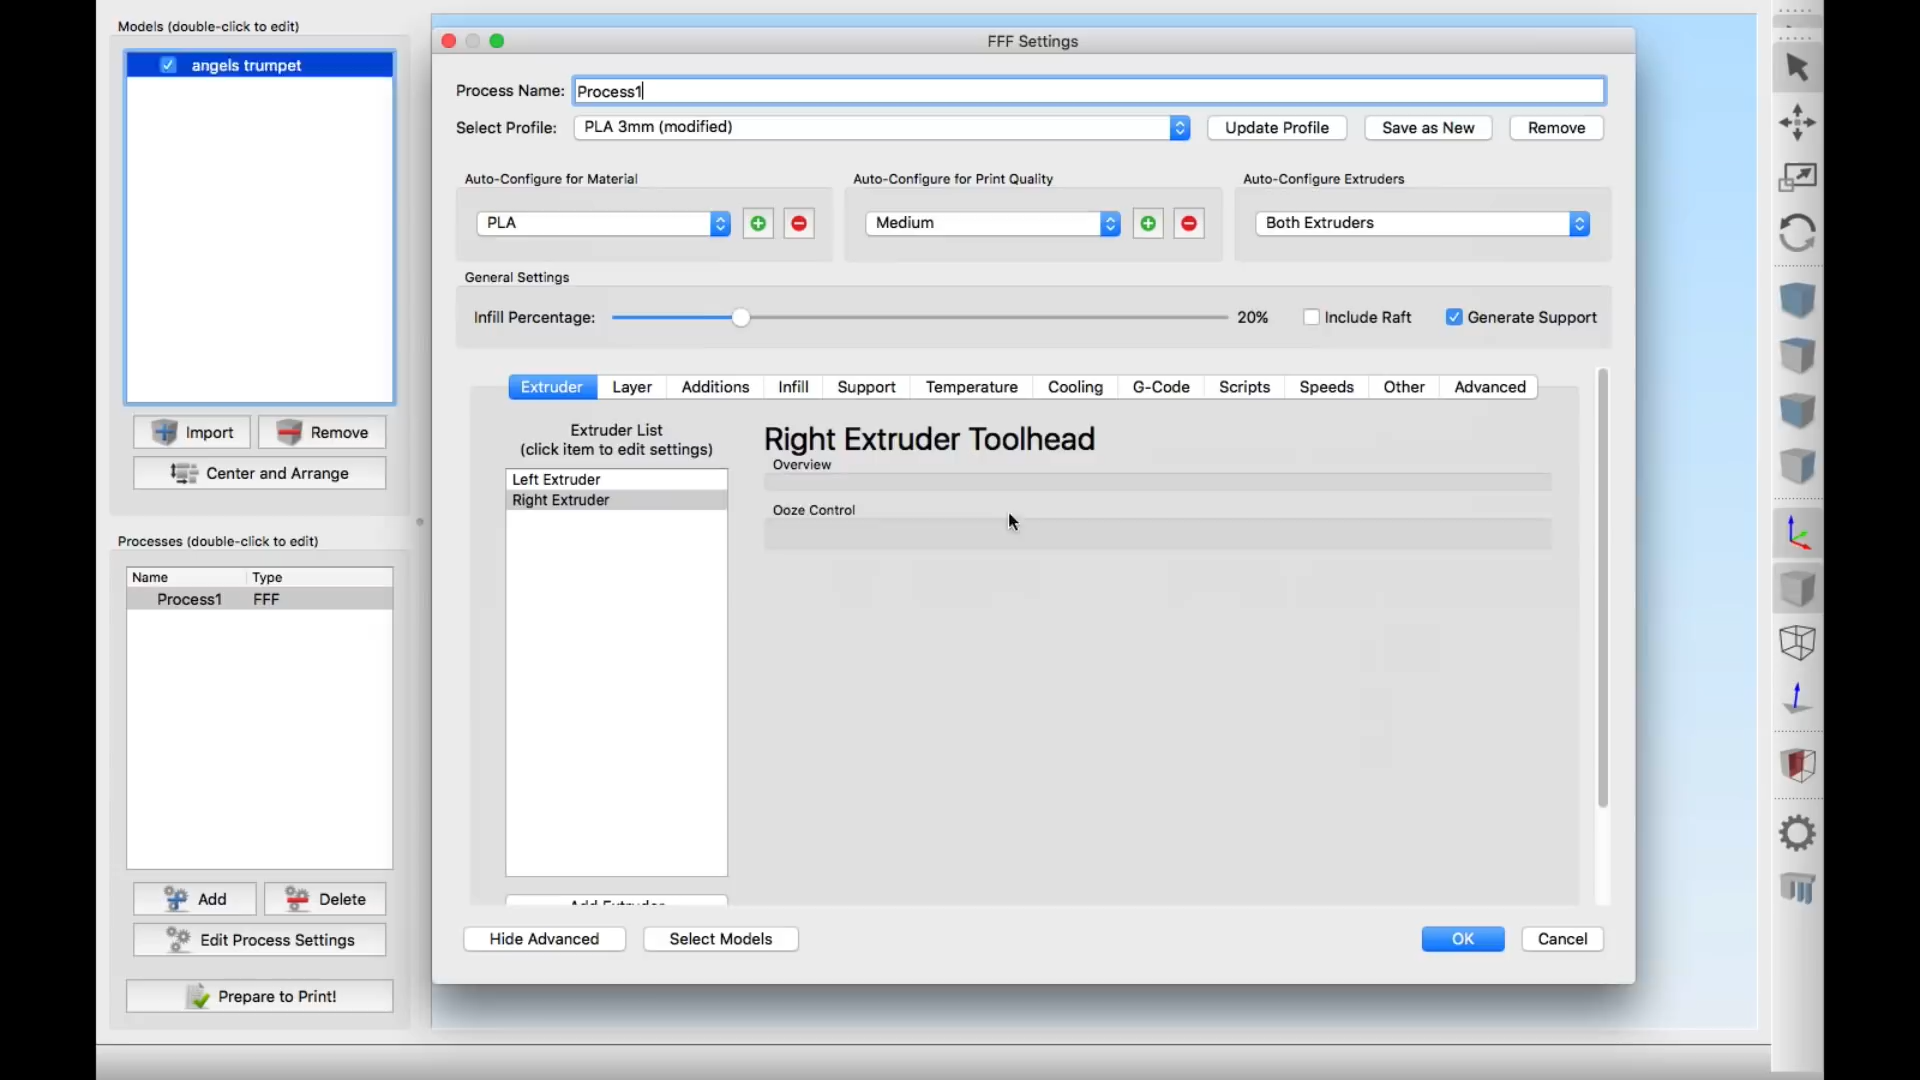 Models (double-click to edit)
angels trumpet
Import
Remove
Center and Arrange
Processes (double-click to edit)
Name Type
Process1 FFF
Add
Delete
Edit Process Settings
Prepare to Print!
FFF Settings
Process Name: Process1
Select Profile: PLA 3mm (modified)
Update Profile
Save as New
Remove
Auto-Configure for Material
PLA
Auto-Configure for Print Quality
Medium
Auto-Configure Extruders
Both Extruders
General Settings
Infill Percentage: 20%
Include Raft
Generate Support
Extruder Layer Additions Infill Support Temperature Cooling G-Code Scripts Speeds Other Advanced
Extruder List
(click item to edit settings)
Left Extruder
Right Extruder
Add Extruder
Right Extruder Toolhead
Overview
Ooze Control
Hide Advanced
Select Models
OK
Cancel